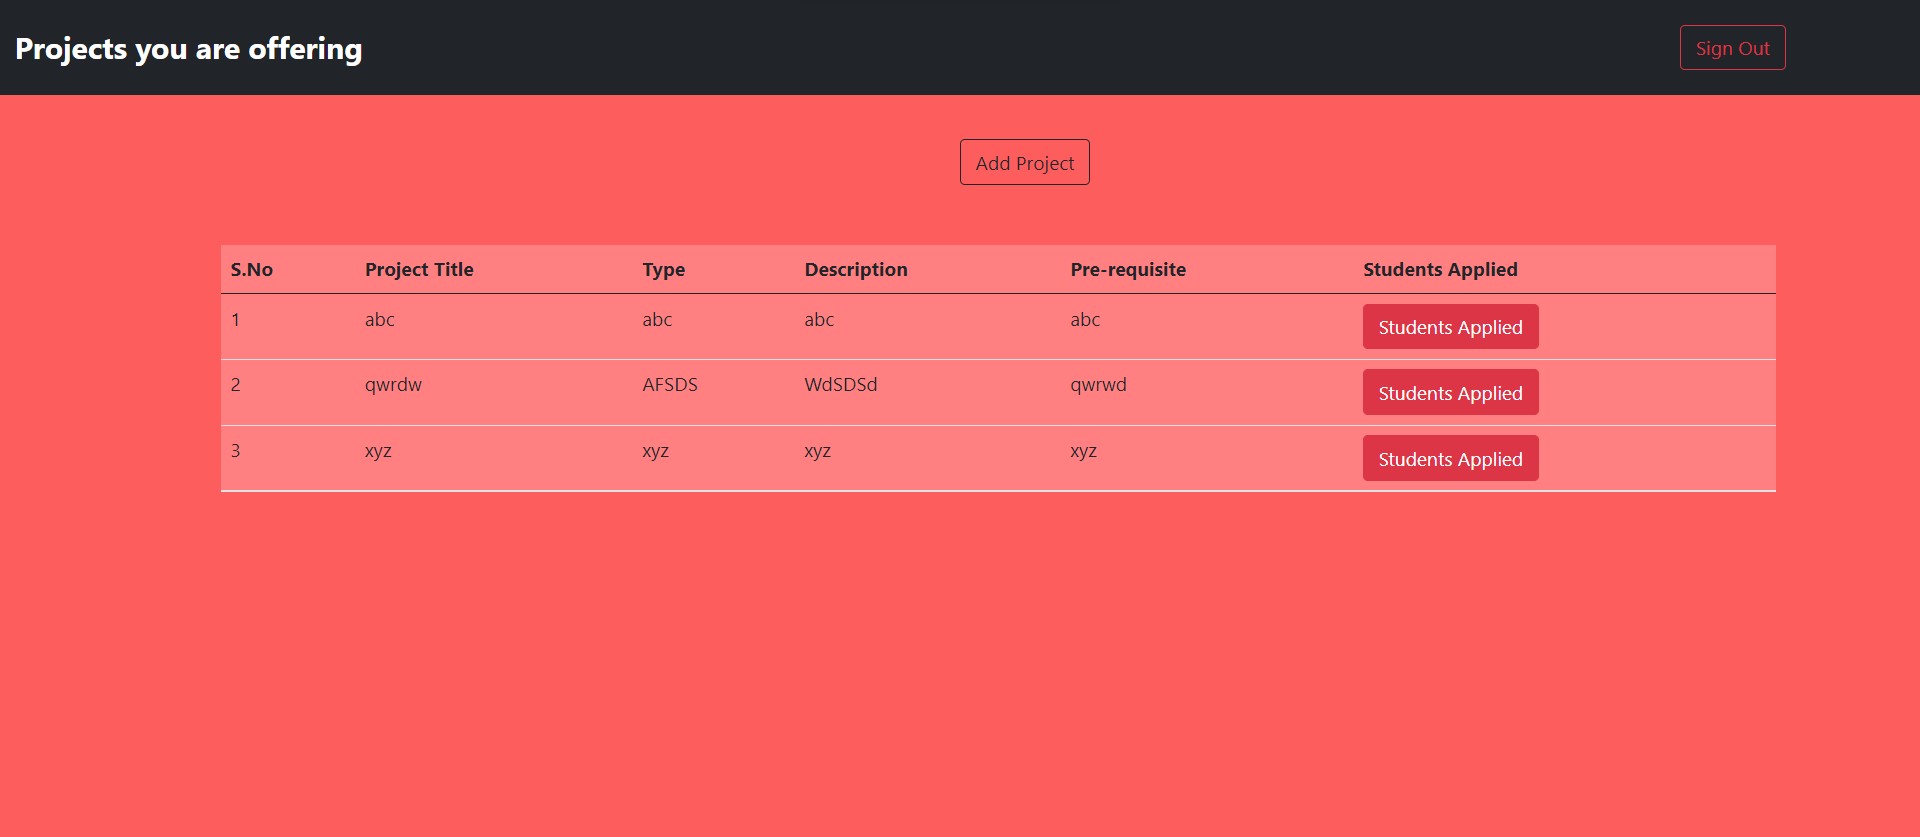 Projects you are offering
Sign Out
Add Project
S.No Project Title Type Description Pre-requisite Students Applied
1 abc abc abc abc Students Applied
2 qwrdw AFSDS WdSDSd qwrwd Students Applied
3 xyz xyz xyz xyz Students Applied